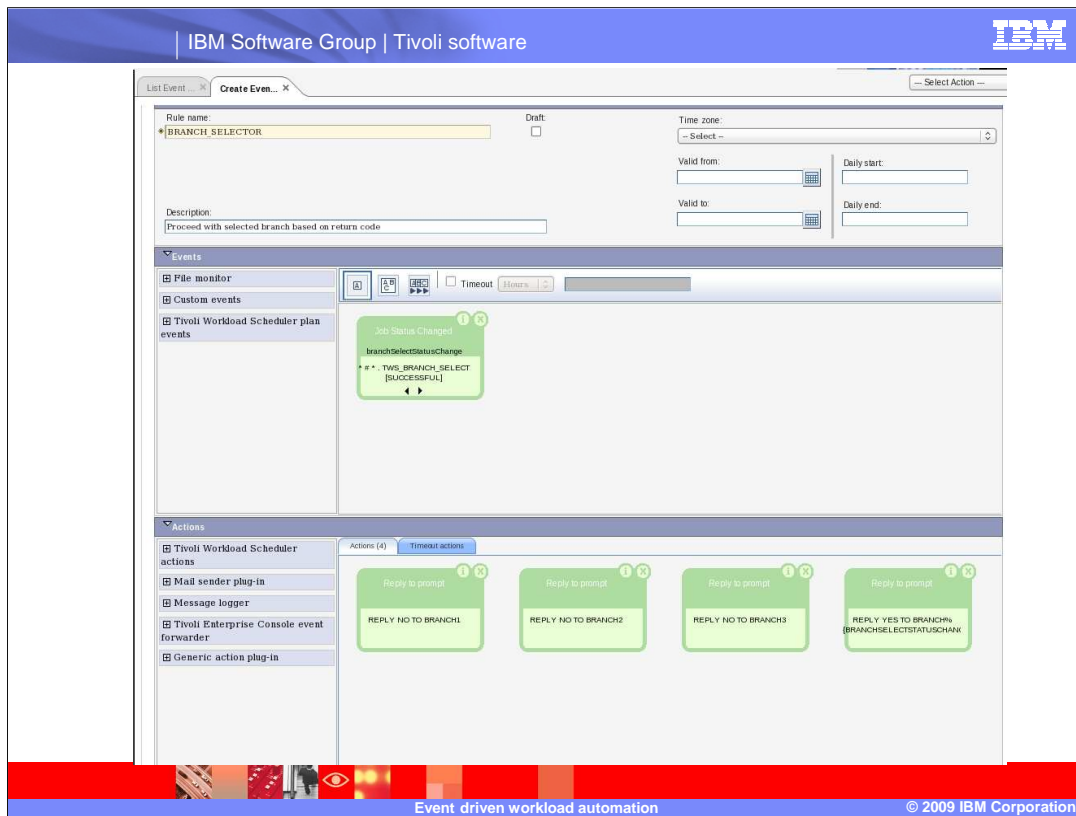 IBM Software Group | Tivoli software
IBM
List Event ... X
Create Even... X
--- Select Action ---
Rule name:
* BRANCH_SELECTOR
Draft:
Time zone:
-- Select --
Valid from:
Daily start:
Valid to:
Daily end:
Description:
Proceed with selected branch based on return code
Events
File monitor
Custom events
Tivoli Workload Scheduler plan
events
A
A B
C
ABC
Timeout
Hours
Job Status Changed
branchSelectStatusChange
* # * . TWS_BRANCH_SELECT
[SUCCESSFUL]
Actions
Tivoli Workload Scheduler
actions
Mail sender plug-in
Message logger
Tivoli Enterprise Console event
forwarder
Generic action plug-in
Actions (4)
Timeout actions
Reply to prompt
REPLY NO TO BRANCH1
Reply to prompt
REPLY NO TO BRANCH2
Reply to prompt
REPLY NO TO BRANCH3
Reply to prompt
REPLY YES TO BRANCH%
{BRANCHSELECTSTATUSCHAN
Event driven workload automation
© 2009 IBM Corporation